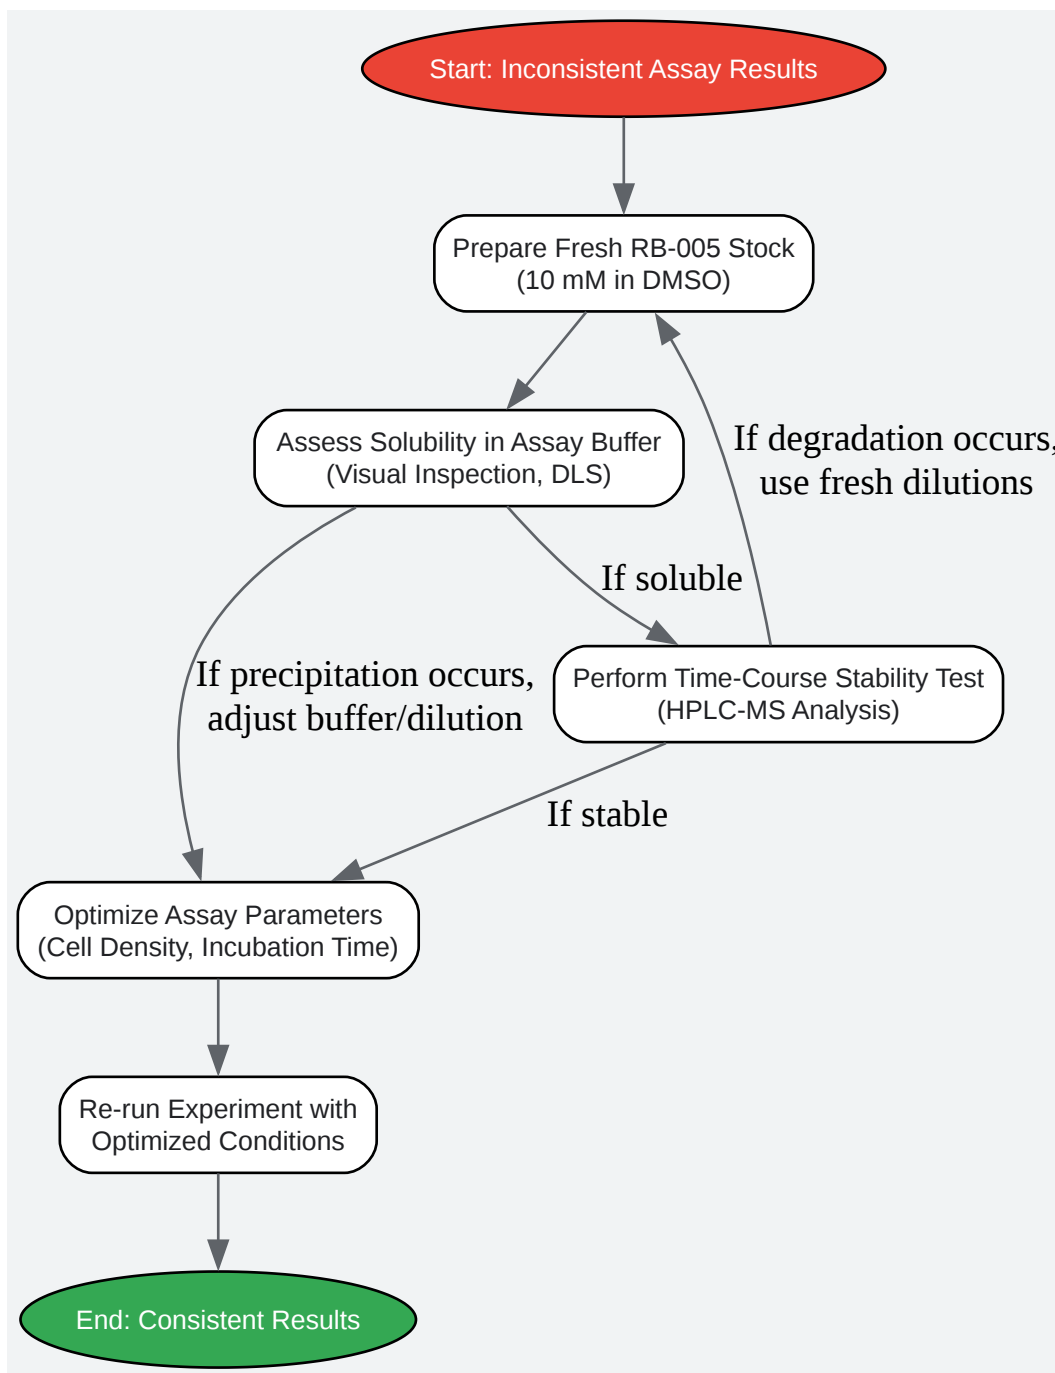 Start: Inconsistent Assay Results
Prepare Fresh RB-005 Stock
(10 mM in DMSO)
Assess Solubility in Assay Buffer
(Visual Inspection, DLS)
If degradation occurs,
use fresh dilutions
If soluble
If precipitation occurs,
adjust buffer/dilution
Perform Time-Course Stability Test
(HPLC-MS Analysis)
If stable
Optimize Assay Parameters
(Cell Density, Incubation Time)
Re-run Experiment with
Optimized Conditions
End: Consistent Results